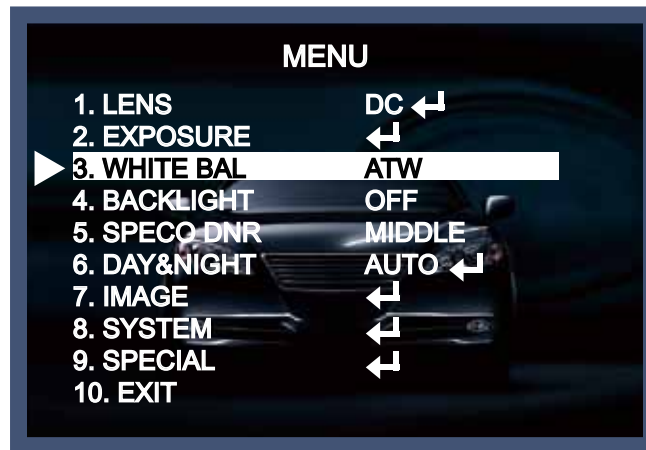 MENU
1. LENS DC
2. EXPOSURE
3. WHITE BAL ATW
4. BACKLIGHT OFF
5. SPECO DNR MIDDLE
6. DAY&NIGHT AUTO
7. IMAGE
8. SYSTEM
9. SPECIAL
10. EXIT